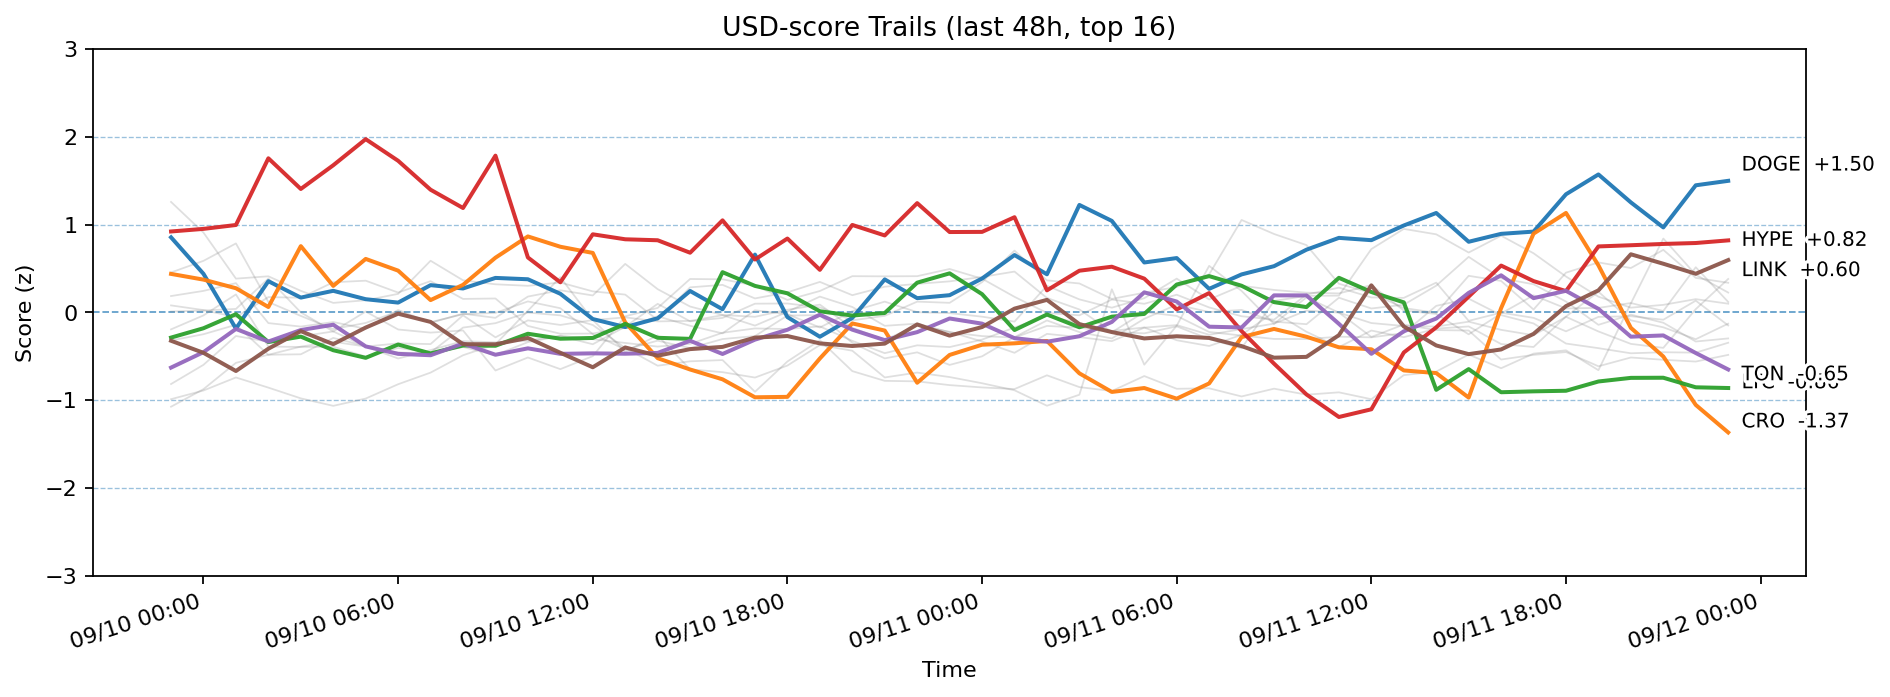 USD-score Trails (last 48h, top 16)
Score (z)
3
2
1
0
−1
−2
−3
DOGE +1.50
HYPE +0.82
LINK +0.60
TON -0.65
CRO -1.37
09/10 00:00
09/10 06:00
09/10 12:00
09/10 18:00
09/11 00:00
09/11 06:00
09/11 12:00
09/11 18:00
09/12 00:00
Time